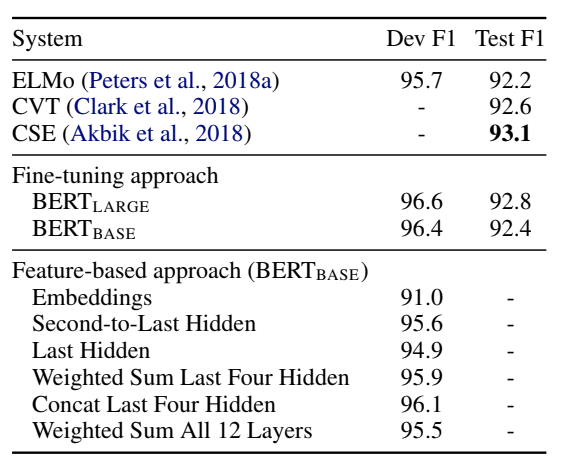 System Dev F1 Test F1
ELMo (Peters et al., 2018a) 95.7 92.2
CVT (Clark et al., 2018) - 92.6
CSE (Akbik et al., 2018) - 93.1
Fine-tuning approach
BERTLARGE 96.6 92.8
BERTBASE 96.4 92.4
Feature-based approach (BERTBASE)
Embeddings 91.0 -
Second-to-Last Hidden 95.6 -
Last Hidden 94.9 -
Weighted Sum Last Four Hidden 95.9 -
Concat Last Four Hidden 96.1 -
Weighted Sum All 12 Layers 95.5 -